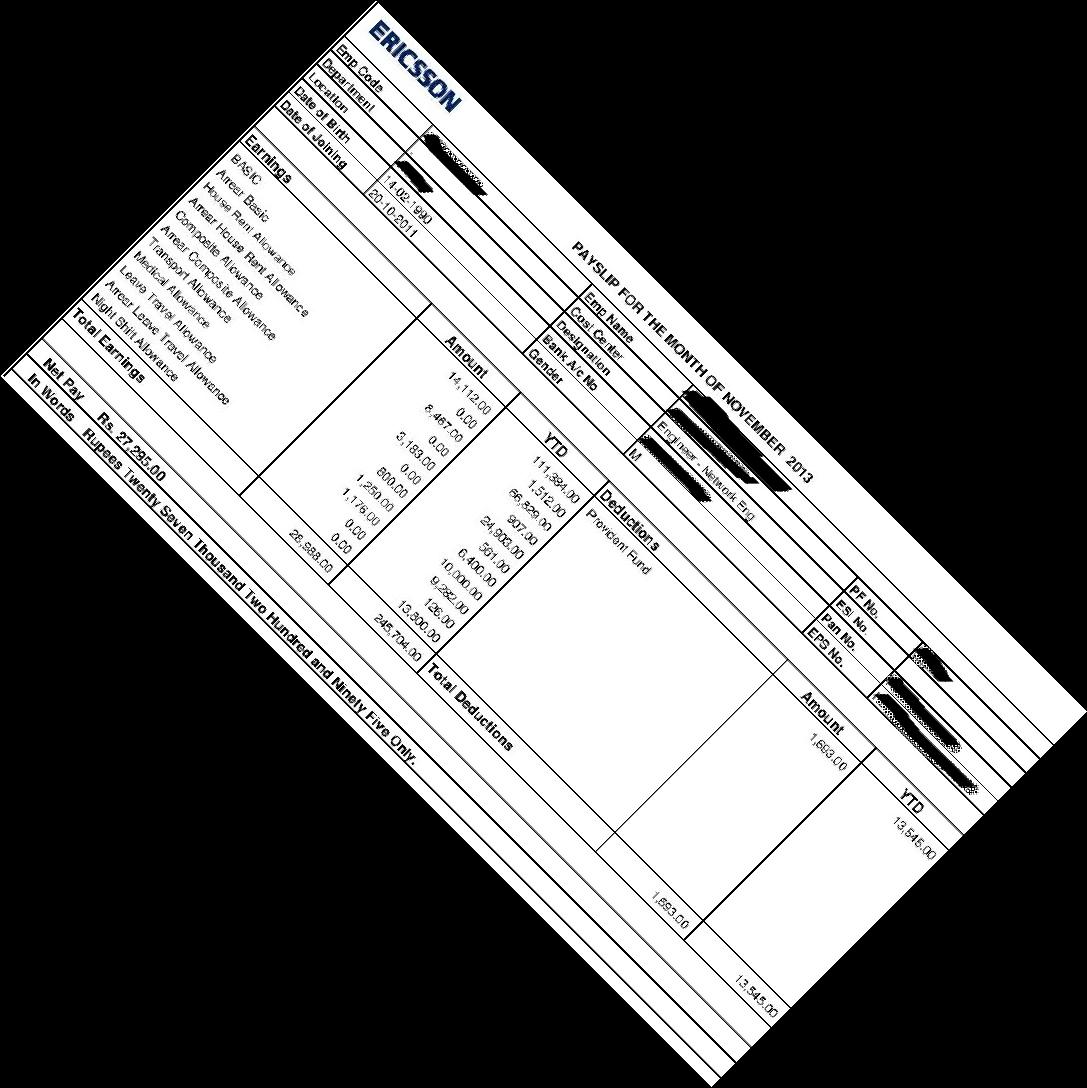 ERICSSON
PAYSLIP FOR THE MONTH OF NOVEMBER 2013
Emp Code Emp Name
Department Cost Center PF No.
Location Designation Engineer - Network Eng ESI No.
Date of Birth 14-02-1990 Bank A/c No Pan No.
Date of Joining 20-10-2011 Gender M EPS No.
Earnings Amount YTD Deductions Amount YTD
BASIC 14,112.00 111,384.00 Provident Fund 1,693.00 13,545.00
Arrear Basic 0.00 1,512.00
House Rent Allowance 8,467.00 66,829.00
Arrear House Rent Allowance 0.00 907.00
Composite Allowance 3,183.00 24,903.00
Arrear Composite Allowance 0.00 561.00
Transport Allowance 800.00 6,400.00
Medical Allowance 1,250.00 10,000.00
Leave Travel Allowance 1,176.00 9,282.00
Arrear Leave Travel Allowance 0.00 126.00
Night Shift Allowance 0.00 13,800.00
Total Earnings 28,988.00 245,704.00 Total Deductions 1,693.00 13,545.00
Net Pay Rs. 27,295.00
In Words Rupees Twenty Seven Thousand Two Hundred and Ninety Five Only.